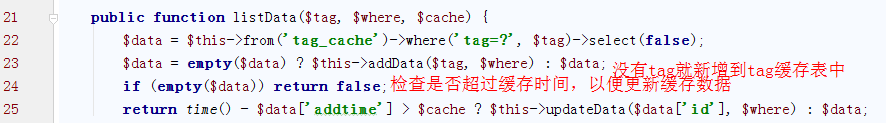 21 public function listData($tag, $where, $cache) {
22 $data = $this->from('tag_cache')->where('tag=?', $tag)->select(false);
23 $data = empty($data) ? $this->addData($tag, $where) : $data; 没有tag就新增到tag缓存表中
24 if (empty($data)) return false; 检查是否超过缓存时间，以便更新缓存数据
25 return time() - $data['addtime'] > $cache ? $this->updateData($data['id'], $where) : $data;